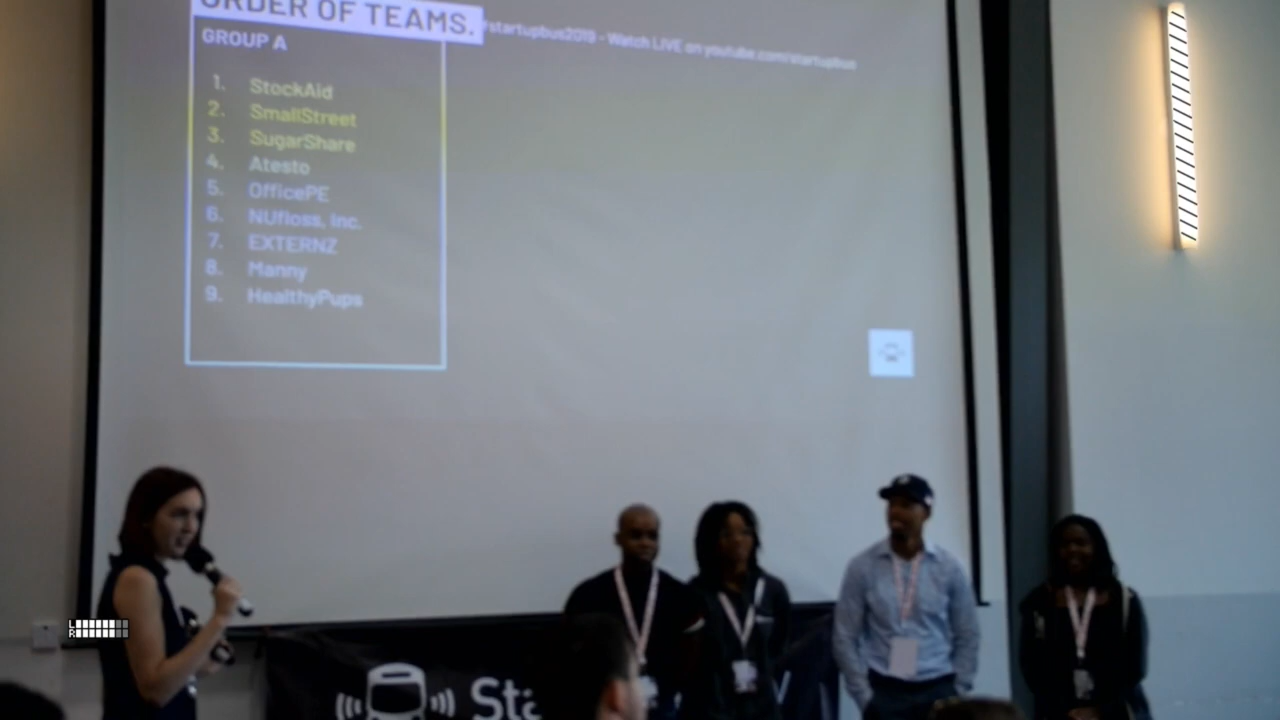 ORDER OF TEAMS.
/startupbus2019 - Watch LIVE on youtube.com/startupbus
GROUP A
1. StockAid
2. SmallStreet
3. SugarShare
4. Atesto
5. OfficePE
6. NUfloss, Inc.
7. EXTERNZ
8. Manny
9. HealthyPups
L
R
Sta